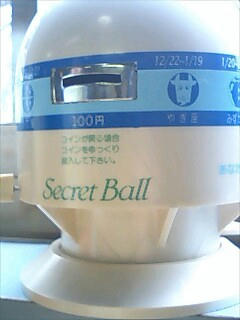 12/22~1/19
1/20~
100円
やぎ座
みず
コインが戻る場合
コインをゆっくり
投入して下さい。
Secret Ball